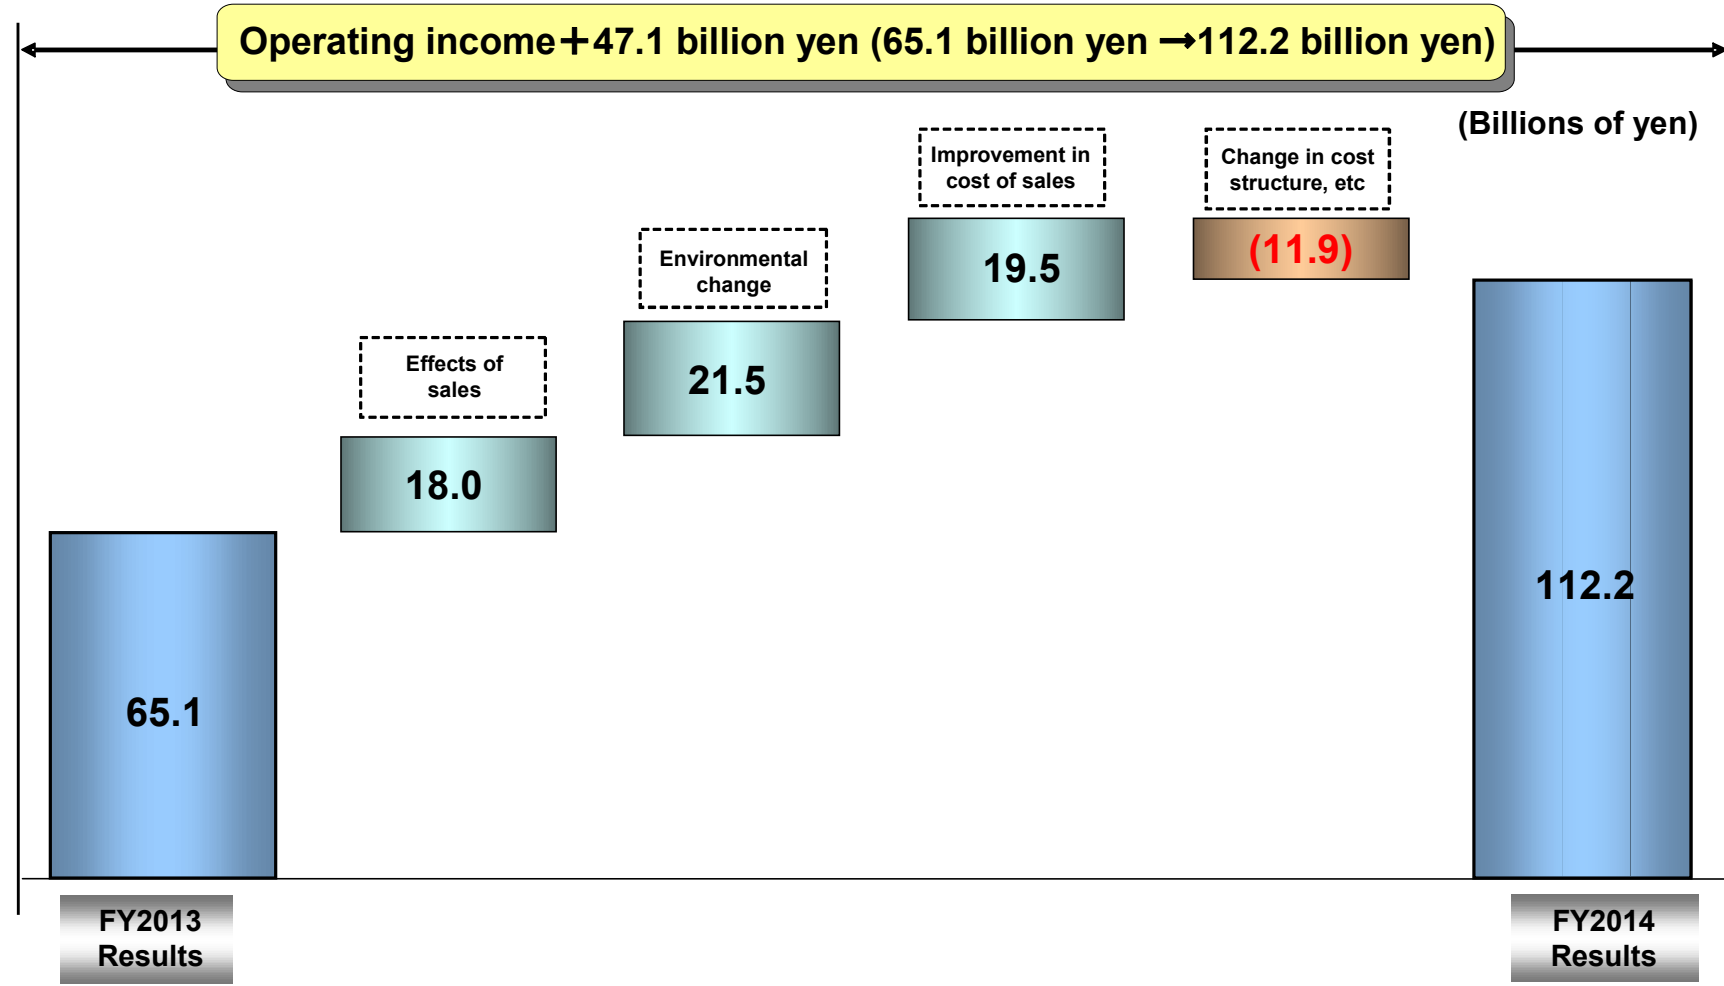 Operating income+47.1 billion yen (65.1 billion yen →112.2 billion yen)
(Billions of yen)
Improvement in
cost of sales
Change in cost
structure, etc
19.5
(11.9)
Environmental
change
21.5
Effects of
sales
18.0
65.1
112.2
FY2013
Results
FY2014
Results